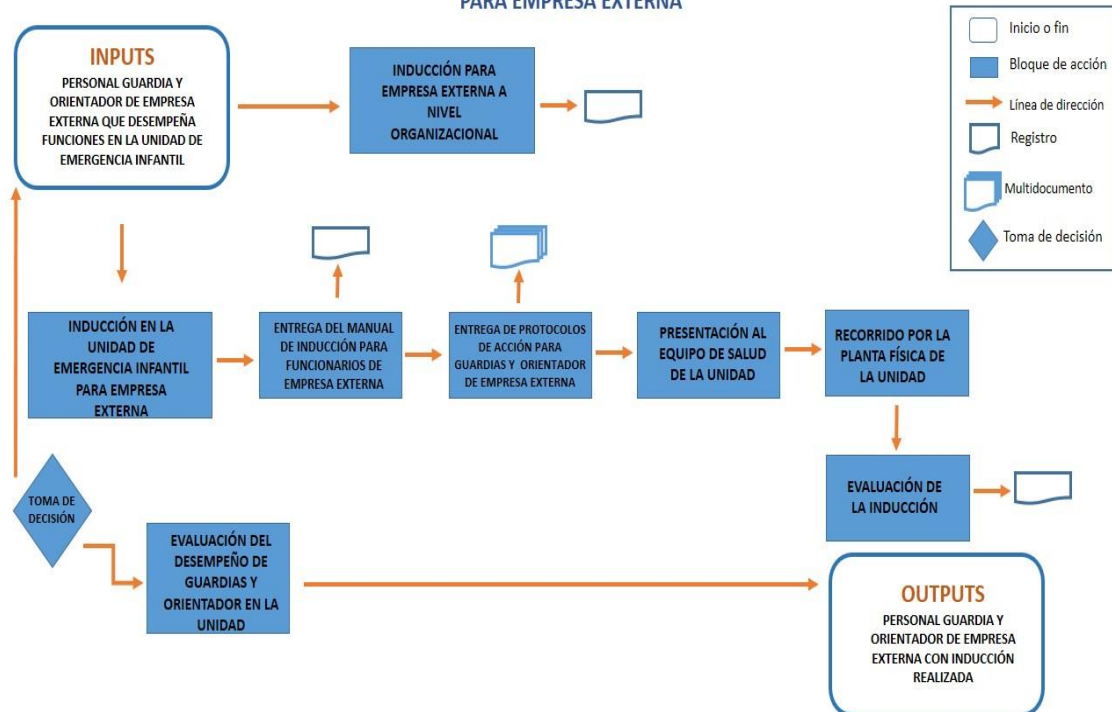 PARA EMPRESA EXTERNA
INPUTS
PERSONAL GUARDIA Y
ORIENTADOR DE EMPRESA
EXTERNA QUE DESEMPEÑA
FUNCIONES EN LA UNIDAD DE
EMERGENCIA INFANTIL
INDUCCIÓN PARA
EMPRESA EXTERNA A
NIVEL
ORGANIZACIONAL
Inicio o fin
Bloque de acción
Línea de dirección
Registro
Multidocumento
Toma de decisión
INDUCCIÓN EN LA
UNIDAD DE
EMERGENCIA INFANTIL
PARA EMPRESA
EXTERNA
ENTREGA DEL MANUAL
DE INDUCCIÓN PARA
FUNCIONARIOS DE
EMPRESA EXTERNA
ENTREGA DE PROTOCOLOS
DE ACCIÓN PARA
GUARDIAS Y ORIENTADOR
DE EMPRESA EXTERNA
PRESENTACIÓN AL
EQUIPO DE SALUD
DE LA UNIDAD
RECORRIDO POR LA
PLANTA FÍSICA DE
LA UNIDAD
EVALUACIÓN DE
LA INDUCCIÓN
TOMA DE
DECISIÓN
EVALUACIÓN DEL
DESEMPEÑO DE
GUARDIAS Y
ORIENTADOR EN LA
UNIDAD
OUTPUTS
PERSONAL GUARDIA Y
ORIENTADOR DE EMPRESA
EXTERNA CON INDUCCIÓN
REALIZADA